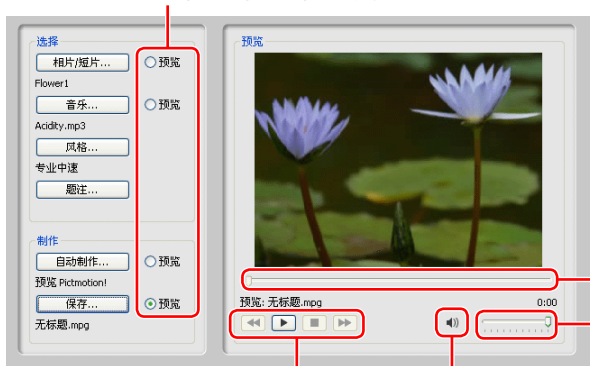 选择
相片/短片...
预览
Flower1
音乐...
预览
Acidity.mp3
风格...
专业中速
题注...
制作
自动制作...
预览
预览 Pictmotion!
保存...
预览
无标题.mpg
预览
预览: 无标题.mpg
0:00